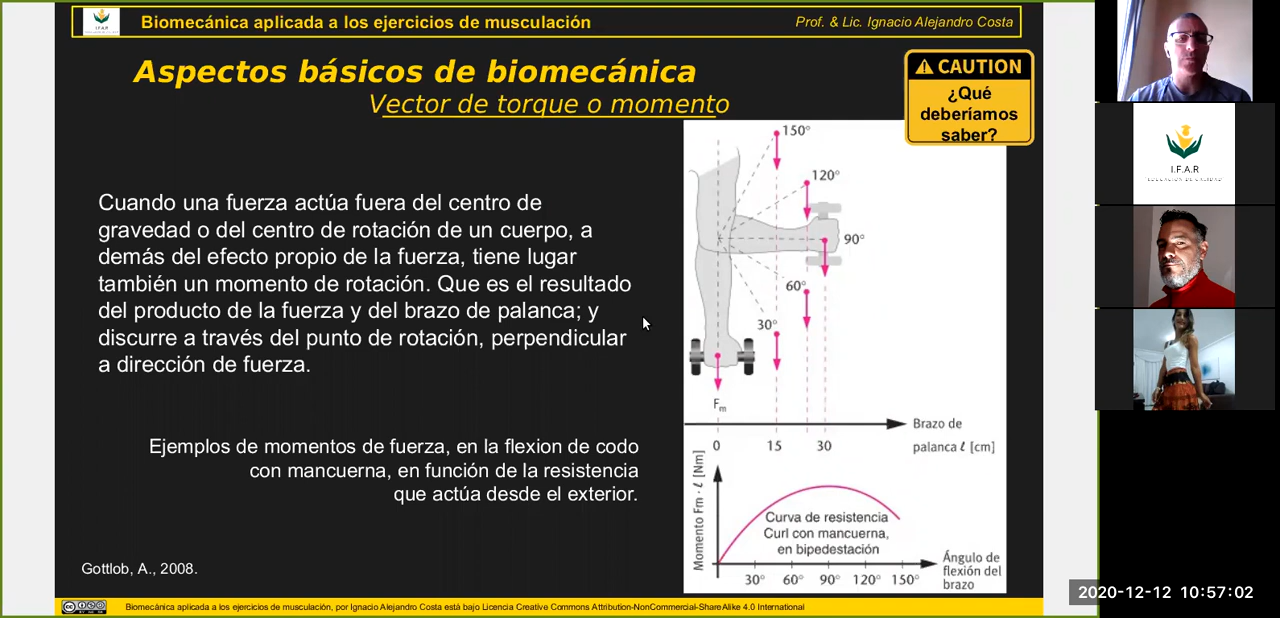 Biomecánica aplicada a los ejercicios de musculación
Prof. & Lic. Ignacio Alejandro Costa
I.F.A.R
Aspectos básicos de biomecánica
Vector de torque o momento
CAUTION
¿Qué
deberíamos
saber?
Cuando una fuerza actúa fuera del centro de
gravedad o del centro de rotación de un cuerpo, a
demás del efecto propio de la fuerza, tiene lugar
también un momento de rotación. Que es el resultado
del producto de la fuerza y del brazo de palanca; y
discurre a través del punto de rotación, perpendicular
a dirección de fuerza.
Ejemplos de momentos de fuerza, en la flexion de codo
con mancuerna, en función de la resistencia
que actúa desde el exterior.
Gottlob, A., 2008.
150°
120°
90°
60°
30°
Fm
Brazo de
0 15 30 palanca ℓ [cm]
Momento Fm · ℓ [Nm]
Curva de resistencia
Curl con mancuerna,
en bipedestación
30° 60° 90° 120° 150°
Ángulo de
flexión del
brazo
Biomecánica aplicada a los ejercicios de musculación, por Ignacio Alejandro Costa está bajo Licencia Creative Commons Attribution-NonCommercial-ShareAlike 4.0 International
I.F.A.R
2020-12-12 10:57:02